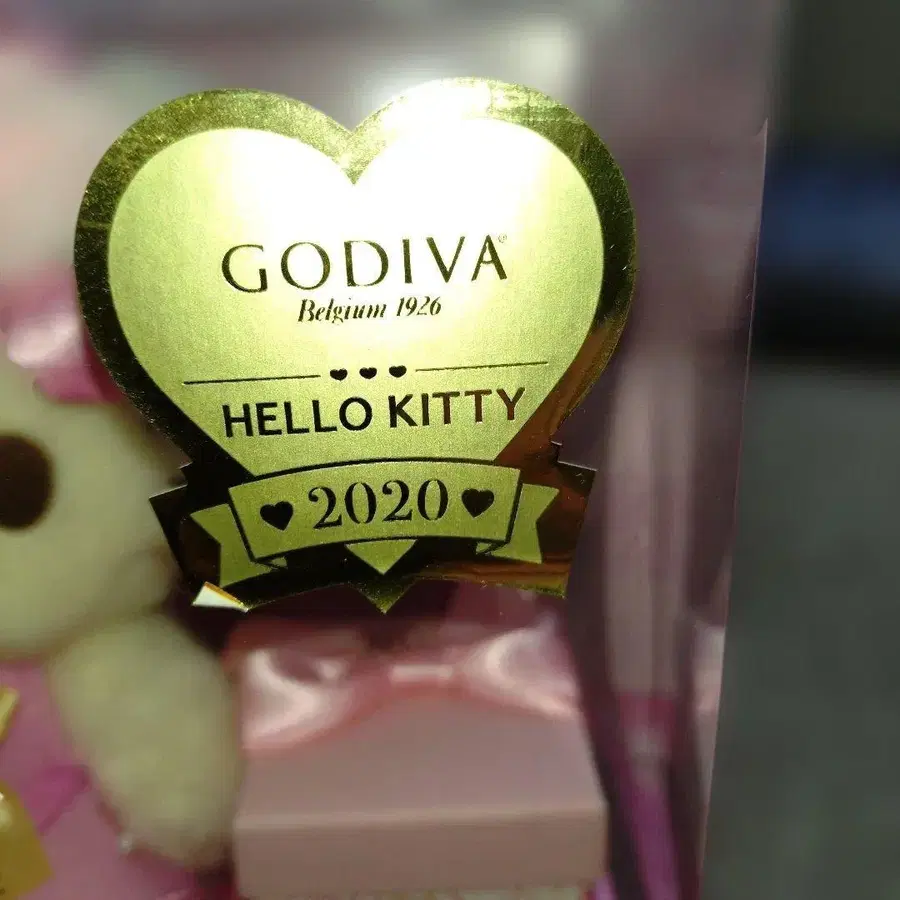 GODIVA®
Belgium 1926
HELLO KITTY
2020